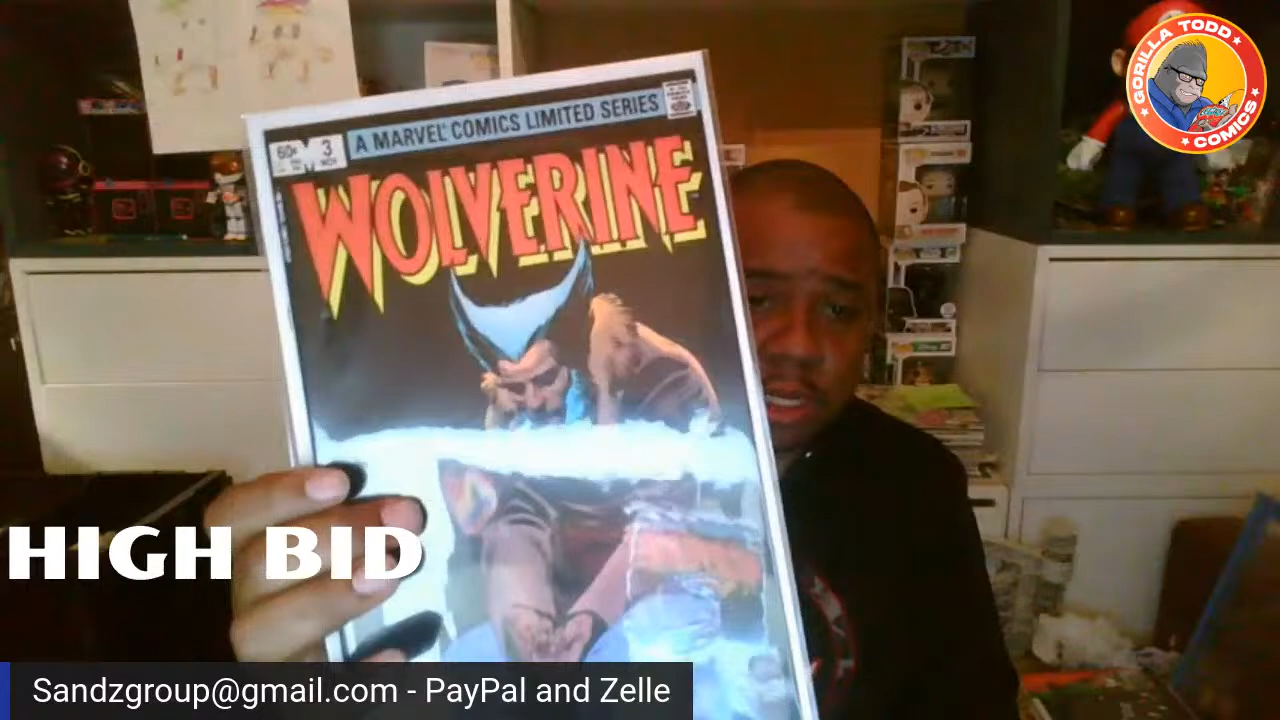 GORILLA TODD
COMICS
A MARVEL COMICS LIMITED SERIES
60¢
3
NOV
WOLVERINE
HIGH BID
Sandzgroup@gmail.com - PayPal and Zelle